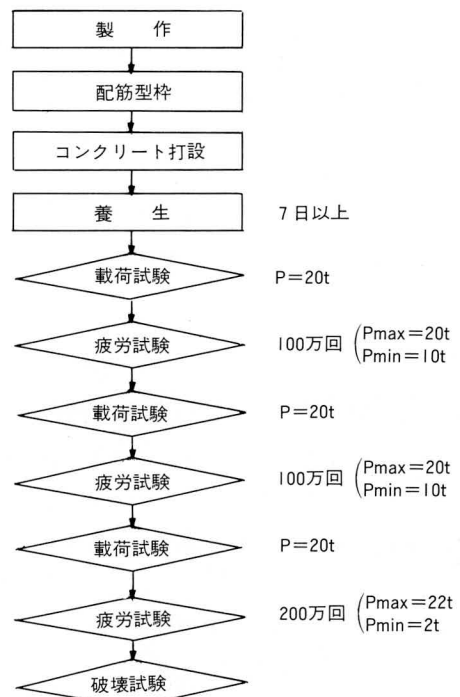 製　作
配筋型枠
コンクリート打設
養　生　7日以上
載荷試験　P=20t
疲労試験　100万回 (Pmax=20t
Pmin=10t
載荷試験　P=20t
疲労試験　100万回 (Pmax=20t
Pmin=10t
載荷試験　P=20t
疲労試験　200万回 (Pmax=22t
Pmin=2t
破壊試験